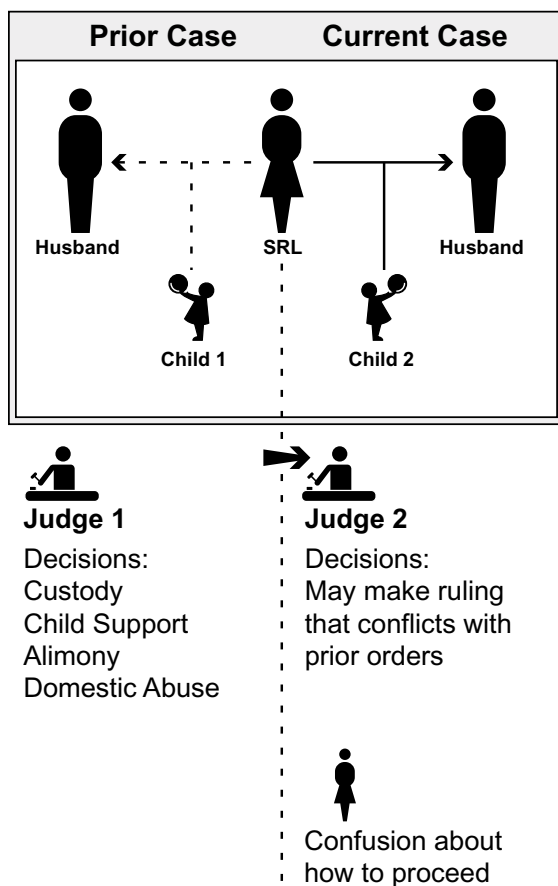 Prior Case
Current Case
Husband
SRL
Husband
Child 1
Child 2
Judge 1
Decisions:
Custody
Child Support
Alimony
Domestic Abuse
Judge 2
Decisions:
May make ruling
that conflicts with
prior orders
Confusion about
how to proceed